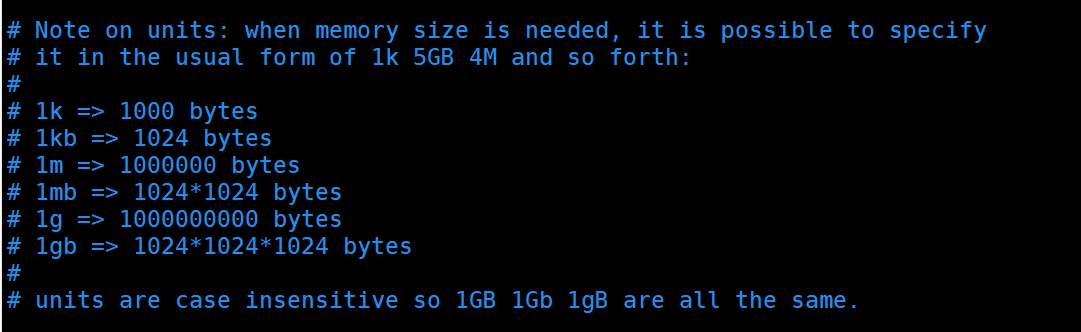 # Note on units: when memory size is needed, it is possible to specify
# it in the usual form of 1k 5GB 4M and so forth:
#
# 1k => 1000 bytes
# 1kb => 1024 bytes
# 1m => 1000000 bytes
# 1mb => 1024*1024 bytes
# 1g => 1000000000 bytes
# 1gb => 1024*1024*1024 bytes
#
# units are case insensitive so 1GB 1Gb 1gB are all the same.